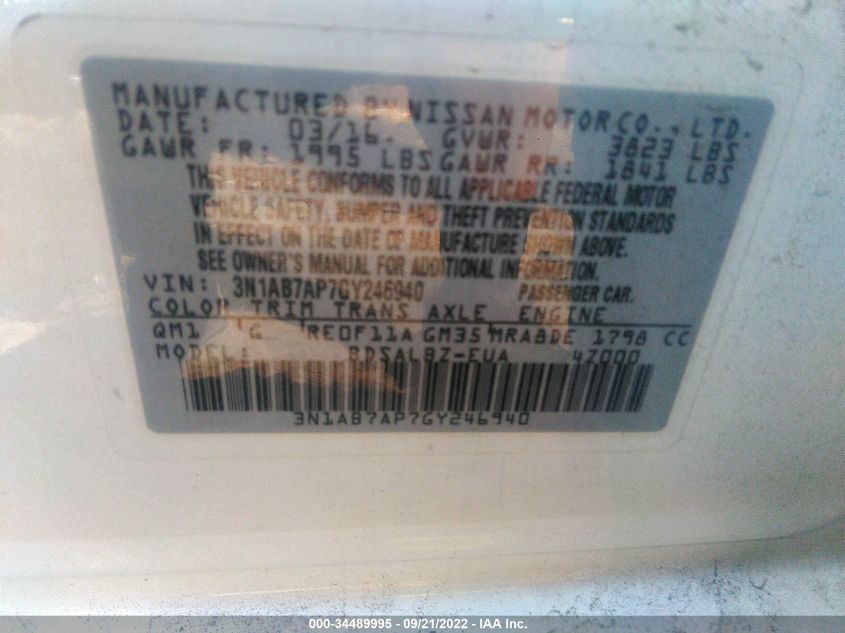 MANUFACTURED BY NISSAN MOTOR CO., LTD.
DATE: 03/16. GVWR: 3823 LBS
GAWR FR: 1995 LBS GAWR RR: 1841 LBS
THIS VEHICLE CONFORMS TO ALL APPLICABLE FEDERAL MOTOR
VEHICLE SAFETY, BUMPER AND THEFT PREVENTION STANDARDS
IN EFFECT ON THE DATE OF MANUFACTURE SHOWN ABOVE.
SEE OWNER'S MANUAL FOR ADDITIONAL INFORMATION.
VIN: 3N1AB7AP7GY246940 PASSENGER CAR.
COLOR TRIM TRANS AXLE ENGINE
QM1 G RE0F11A GM35 MRA8DE 1798 CC
MODEL: BDSALBZ-EUA 4Z000
3N1AB7AP7GY246940
000-34489995 - 09/21/2022 - IAA Inc.